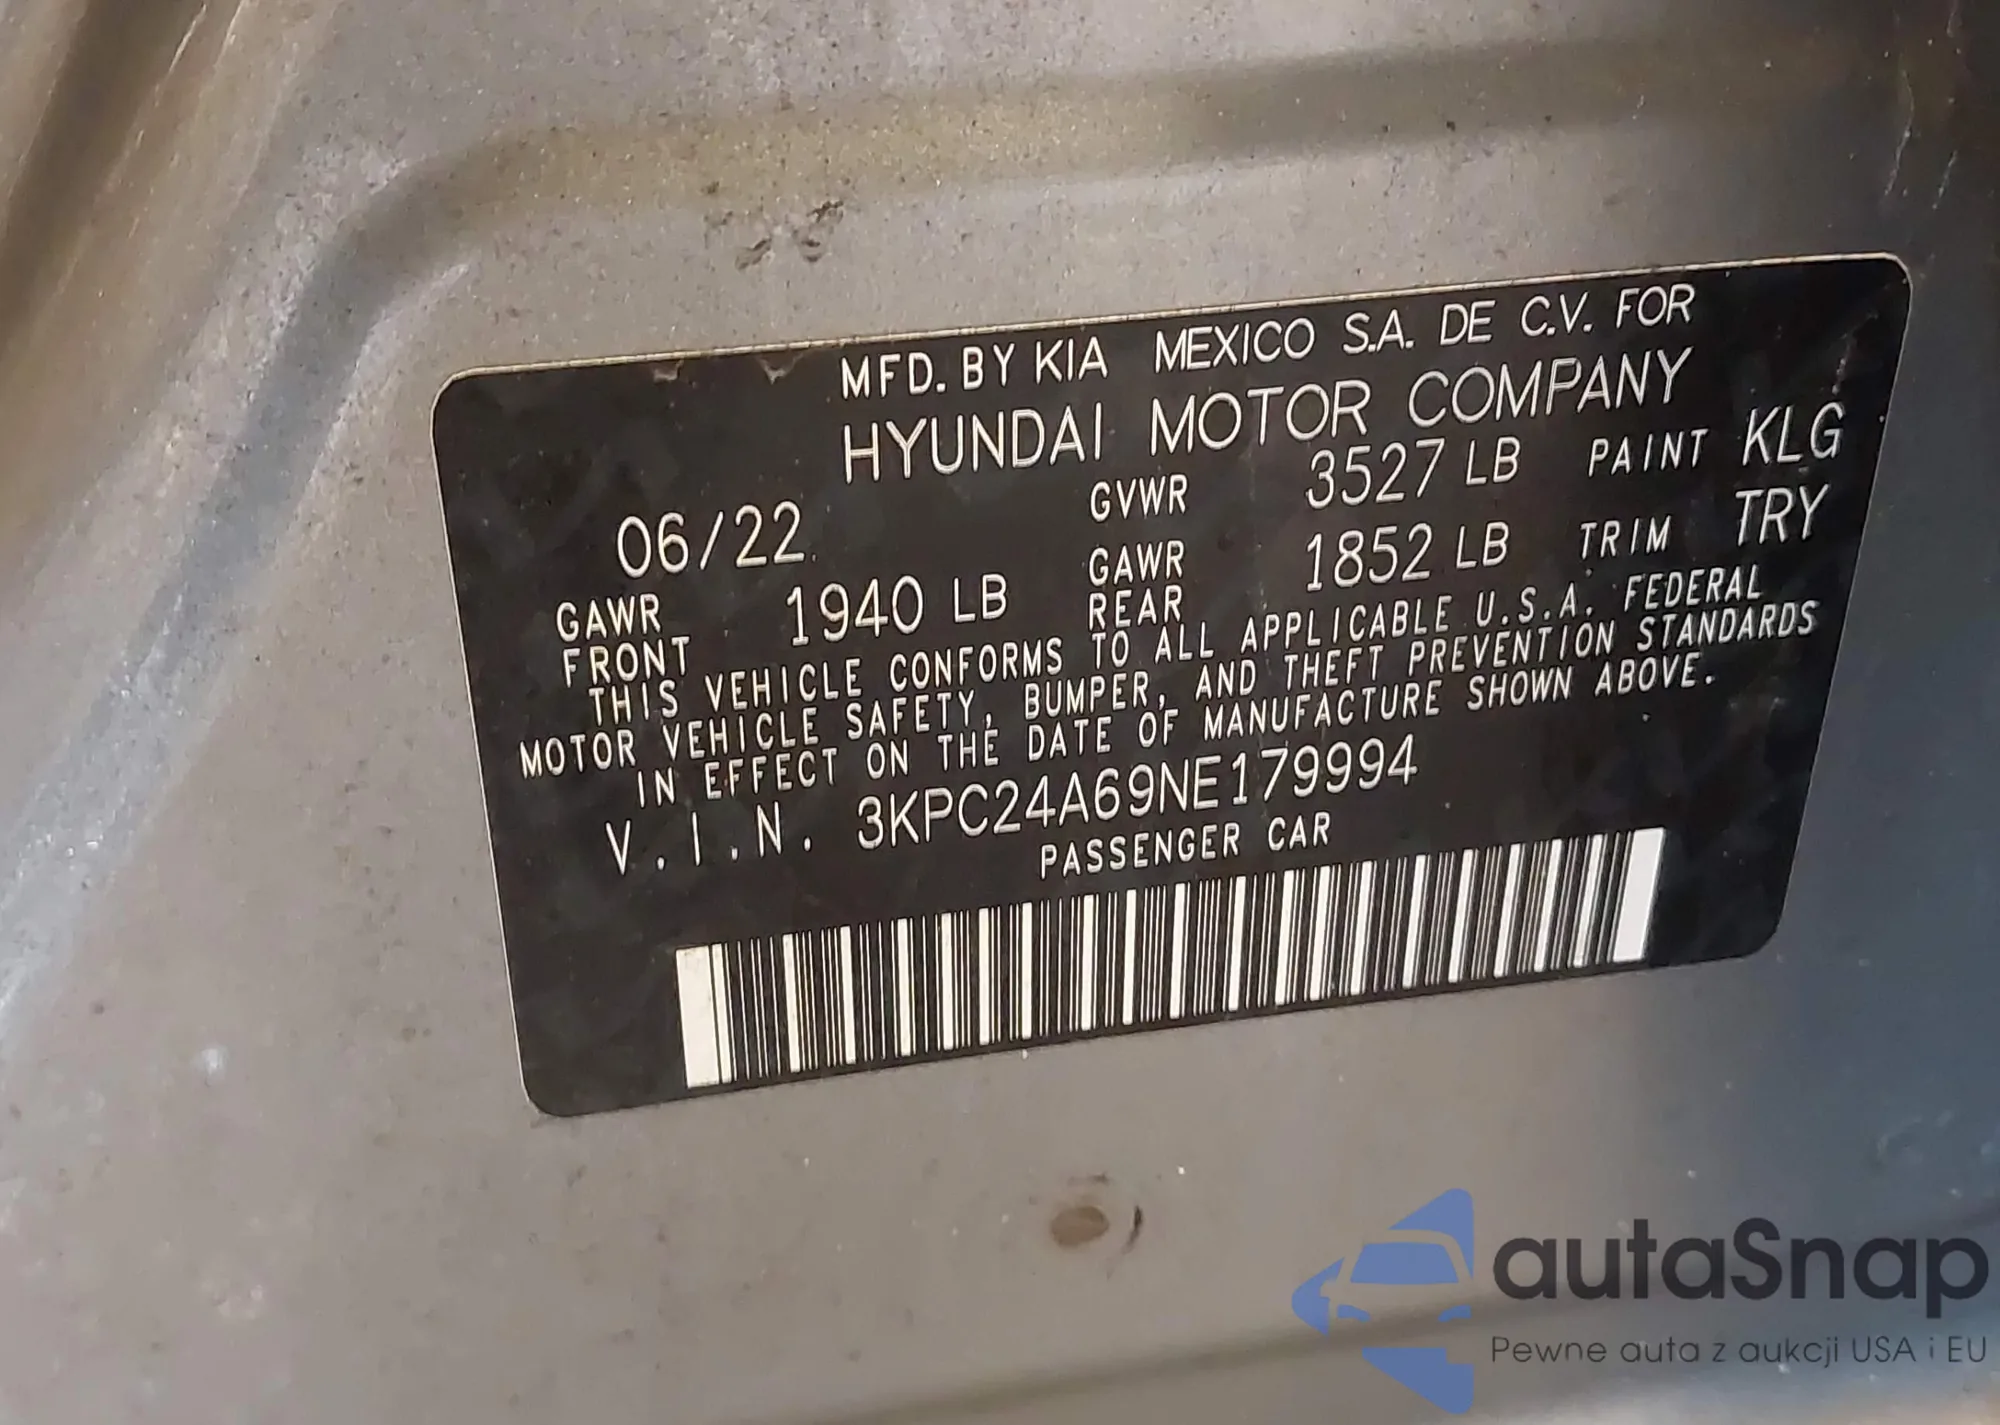 MFD. BY KIA MEXICO S.A. DE C.V. FOR
HYUNDAI MOTOR COMPANY
06/22 GVWR 3527 LB PAINT KLG
GAWR FRONT 1940 LB GAWR REAR 1852 LB TRIM TRY
THIS VEHICLE CONFORMS TO ALL APPLICABLE U.S.A. FEDERAL
MOTOR VEHICLE SAFETY, BUMPER, AND THEFT PREVENTION STANDARDS
IN EFFECT ON THE DATE OF MANUFACTURE SHOWN ABOVE.
V.I.N. 3KPC24A69NE179994
PASSENGER CAR
autaSnap
Pewne auta z aukcji USA i EU